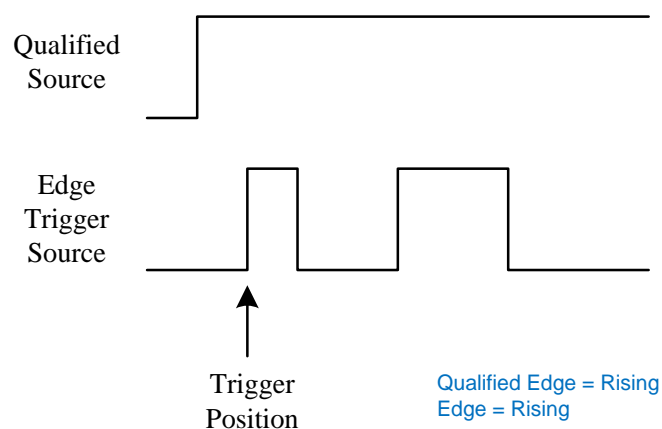 Qualified
Source
Edge
Trigger
Source
Trigger
Position
Qualified Edge = Rising
Edge = Rising